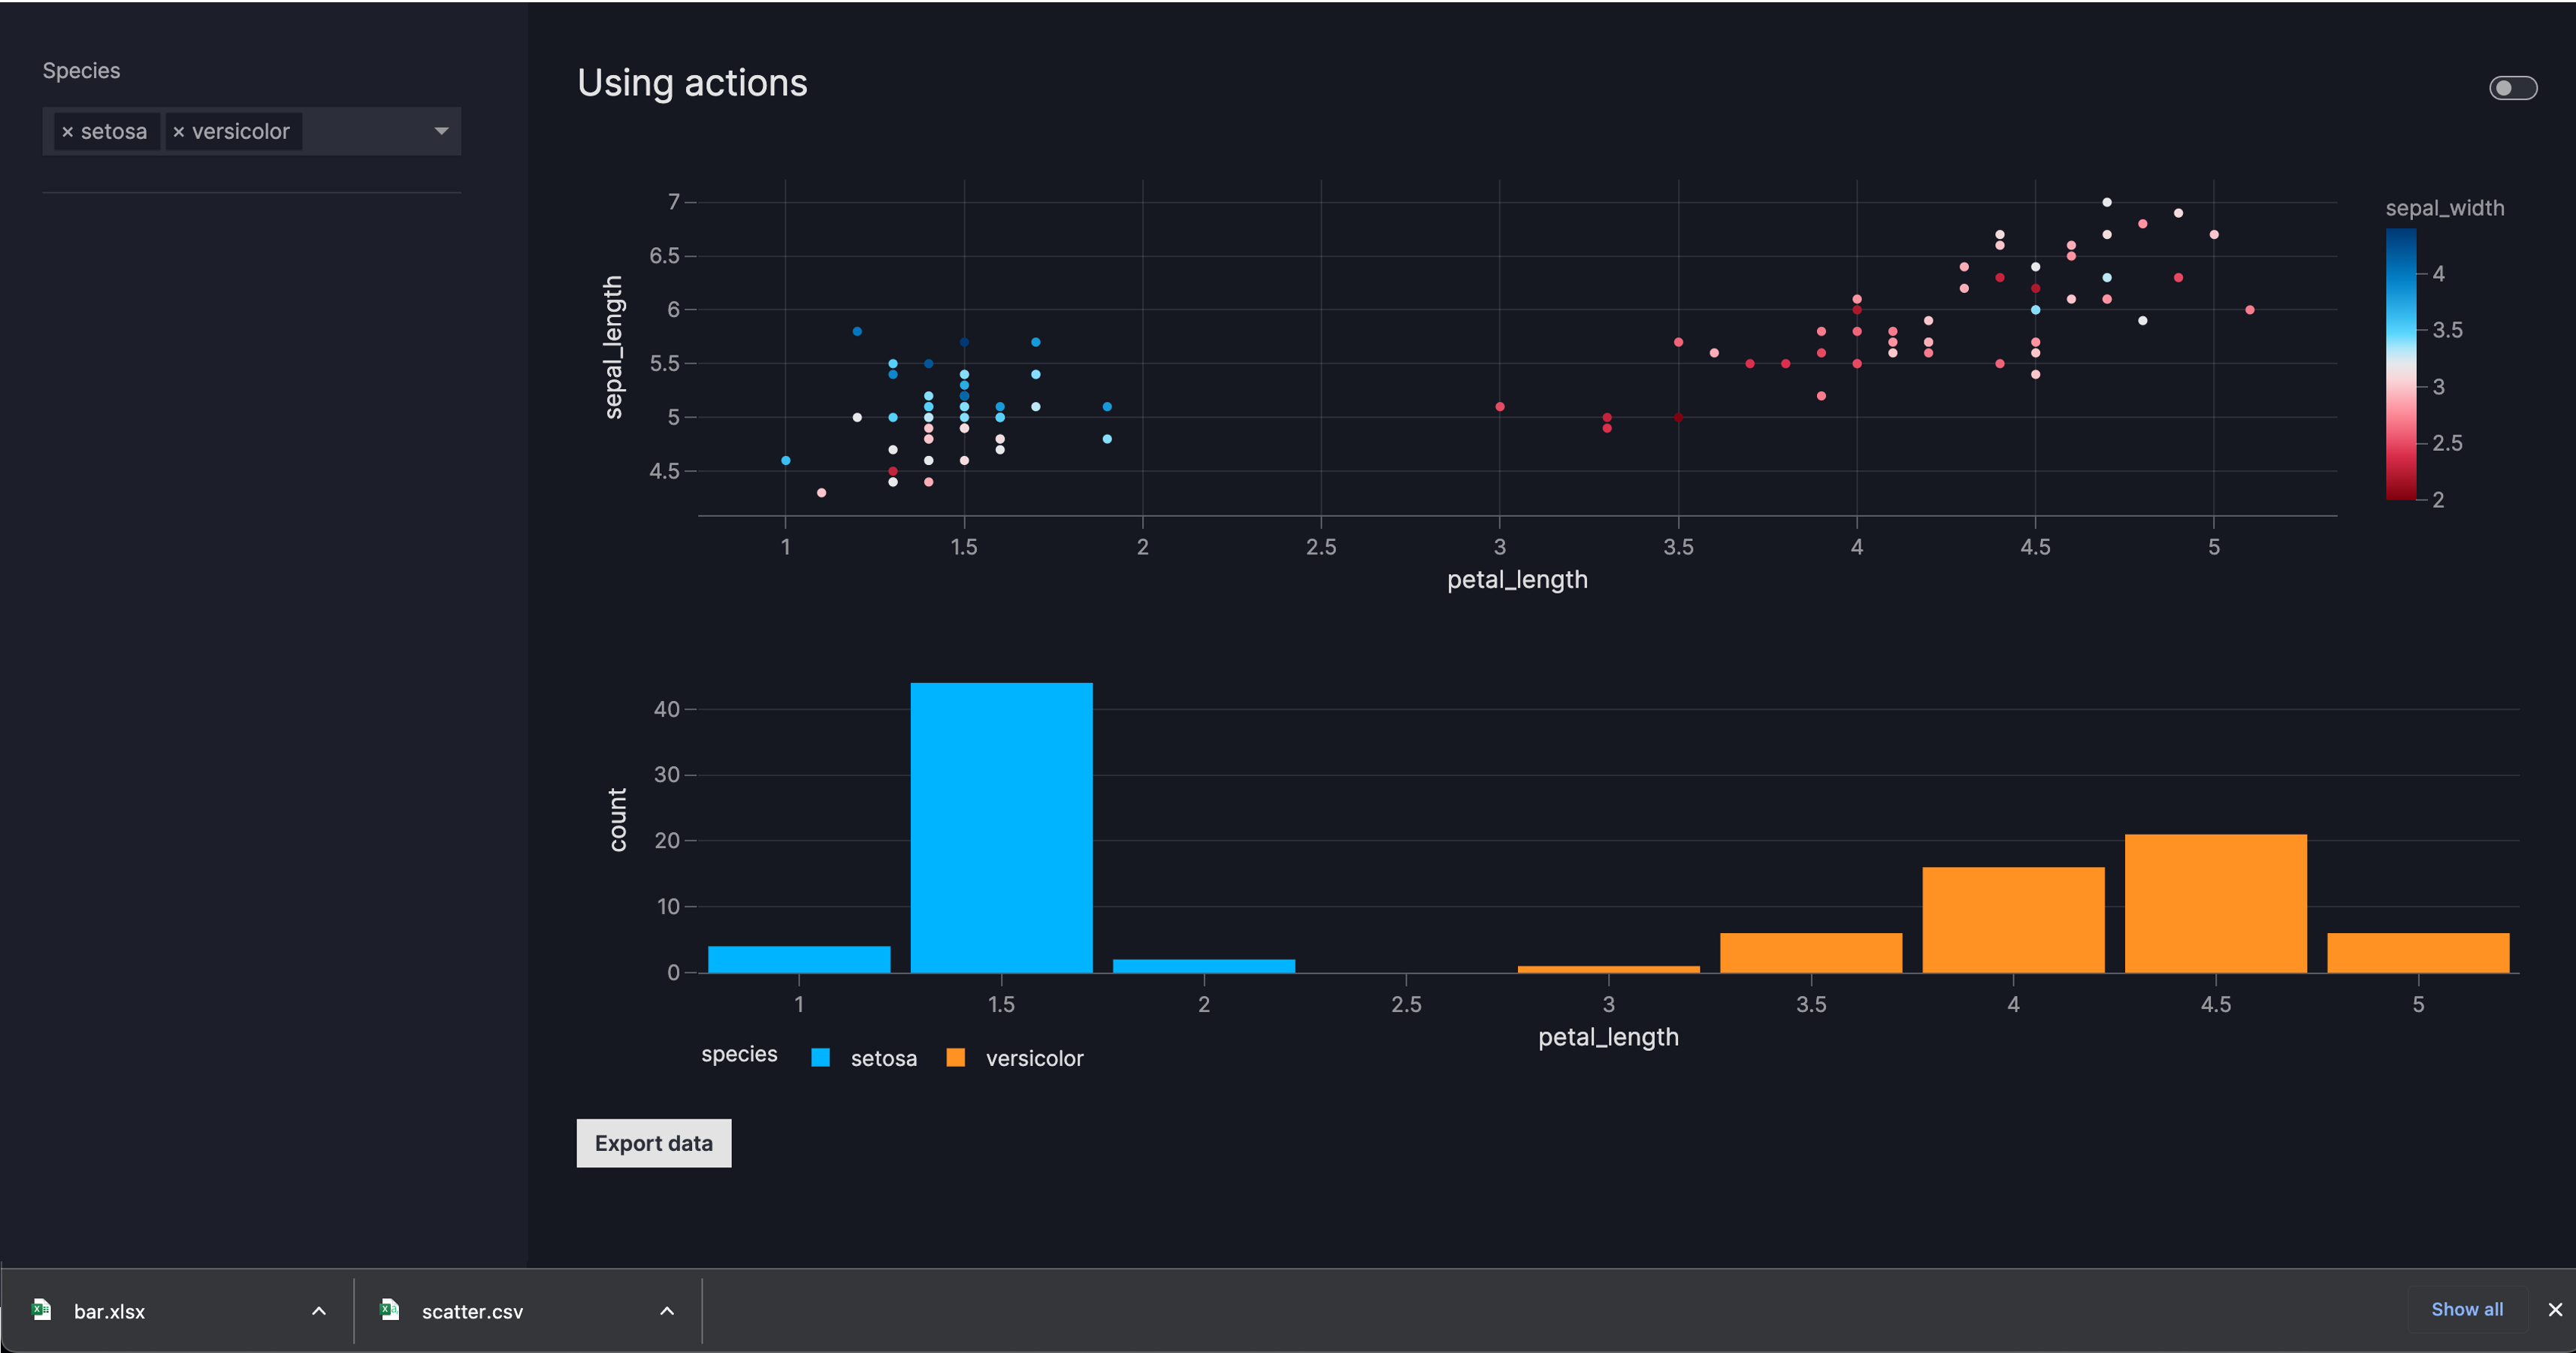 Species
× setosa × versicolor
Using actions
7
6.5
6
5.5
5
4.5
sepal_length
1 1.5 2 2.5 3 3.5 4 4.5 5
petal_length
sepal_width
4
3.5
3
2.5
2
40
30
20
10
0
count
1 1.5 2 2.5 3 3.5 4 4.5 5
petal_length
species setosa versicolor
Export data
bar.xlsx scatter.csv Show all ×